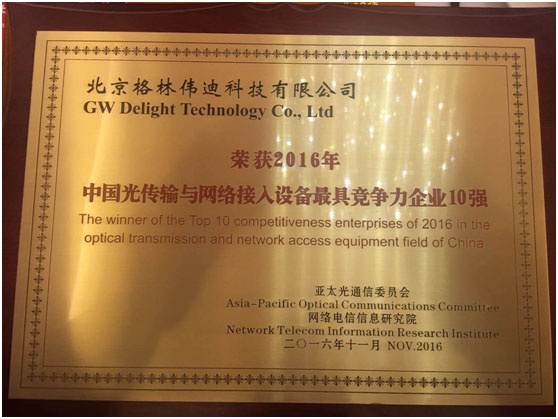 北京格林伟迪科技有限公司
GW Delight Technology Co., Ltd
荣获2016年
中国光传输与网络接入设备最具竞争力企业10强
The winner of the Top 10 competitiveness enterprises of 2016 in the
optical transmission and network access equipment field of China
亚太光通信委员会
Asia-Pacific Optical Communications Committee
网络电信信息研究院
Network Telecom Information Research Institute
二〇一六年十一月 NOV.2016